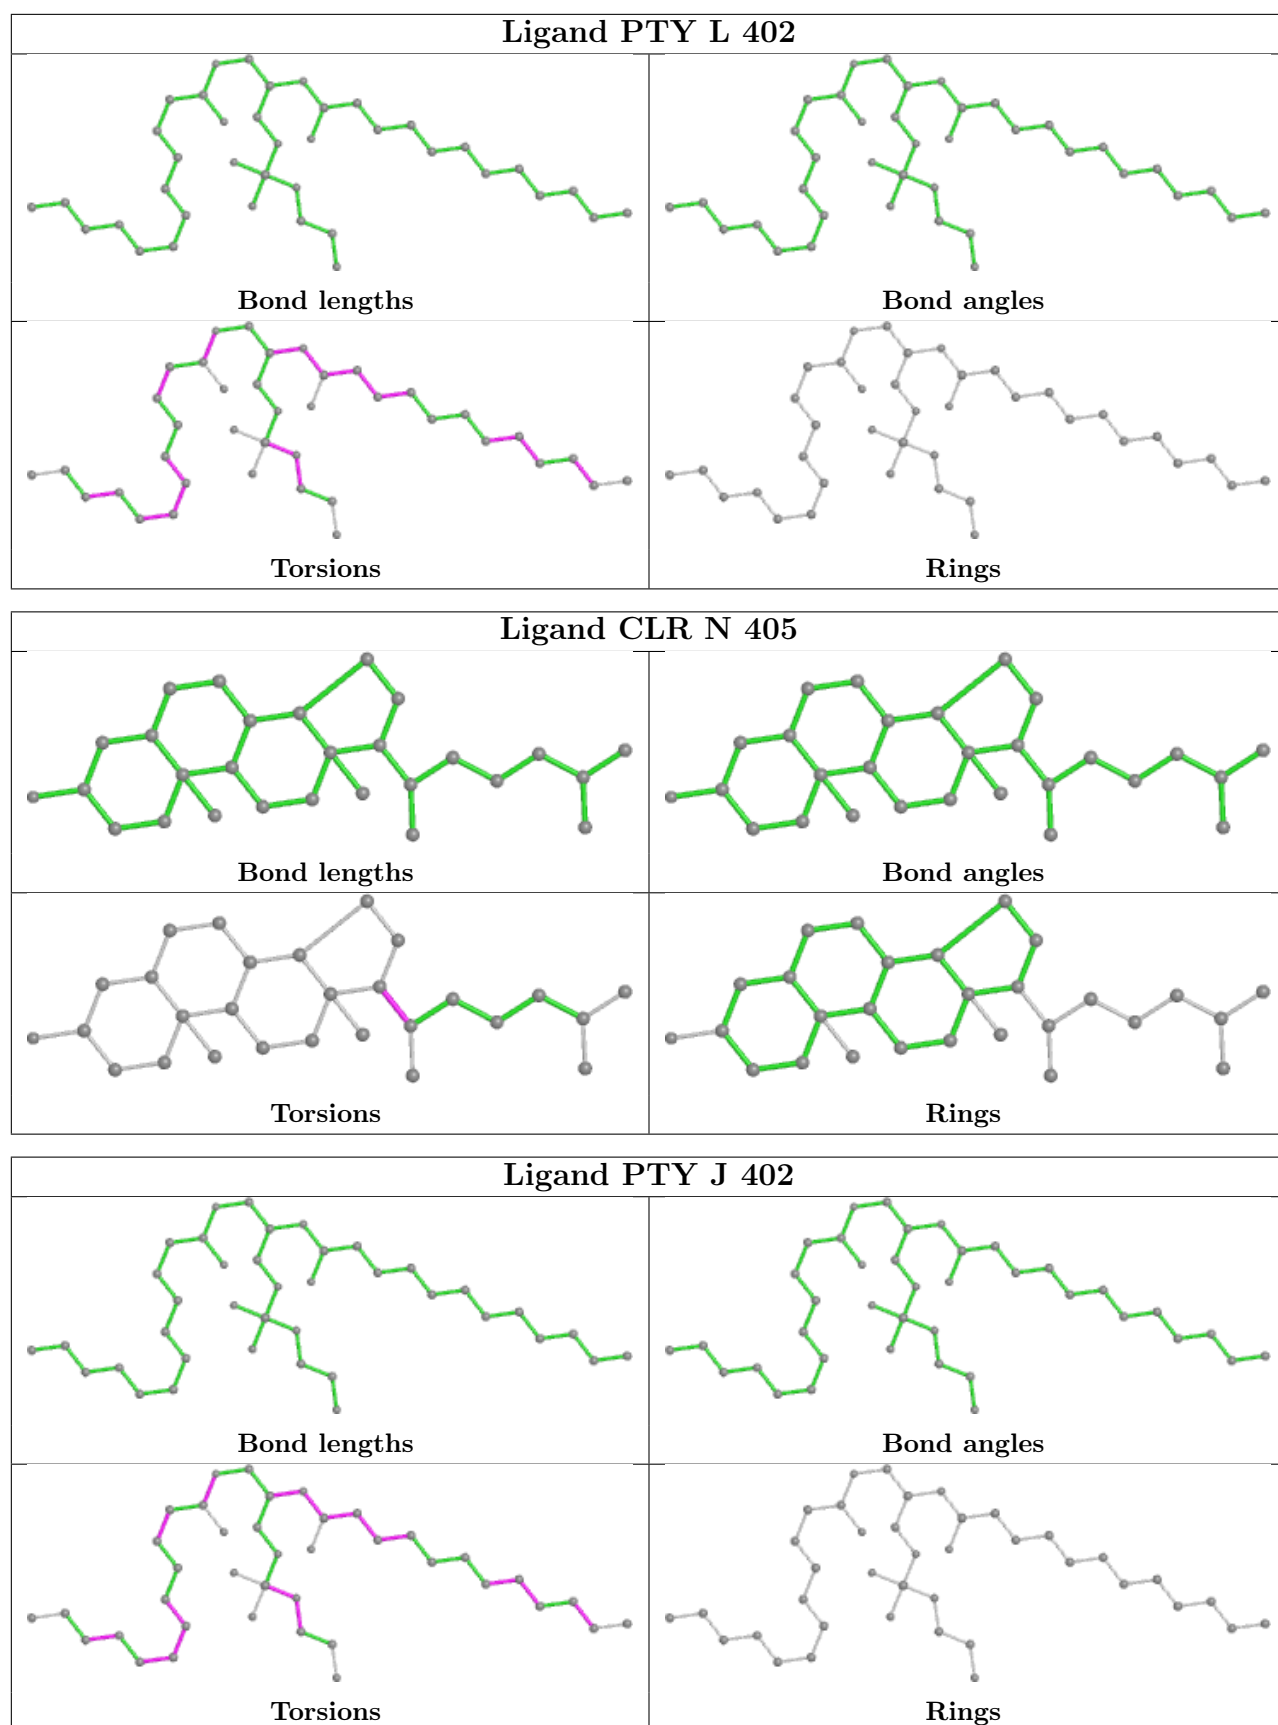 Ligand PTY L 402
Bond lengths
Bond angles
Torsions
Rings
Ligand CLR N 405
Bond lengths
Bond angles
Torsions
Rings
Ligand PTY J 402
Bond lengths
Bond angles
Torsions
Rings